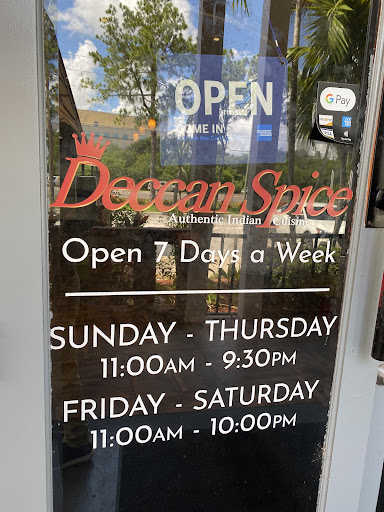 OPEN
COME IN
G Pay
Deccan Spice
Authentic Indian Cuisine
Open 7 Days a Week
SUNDAY - THURSDAY
11:00AM - 9:30PM
FRIDAY - SATURDAY
11:00AM - 10:00PM